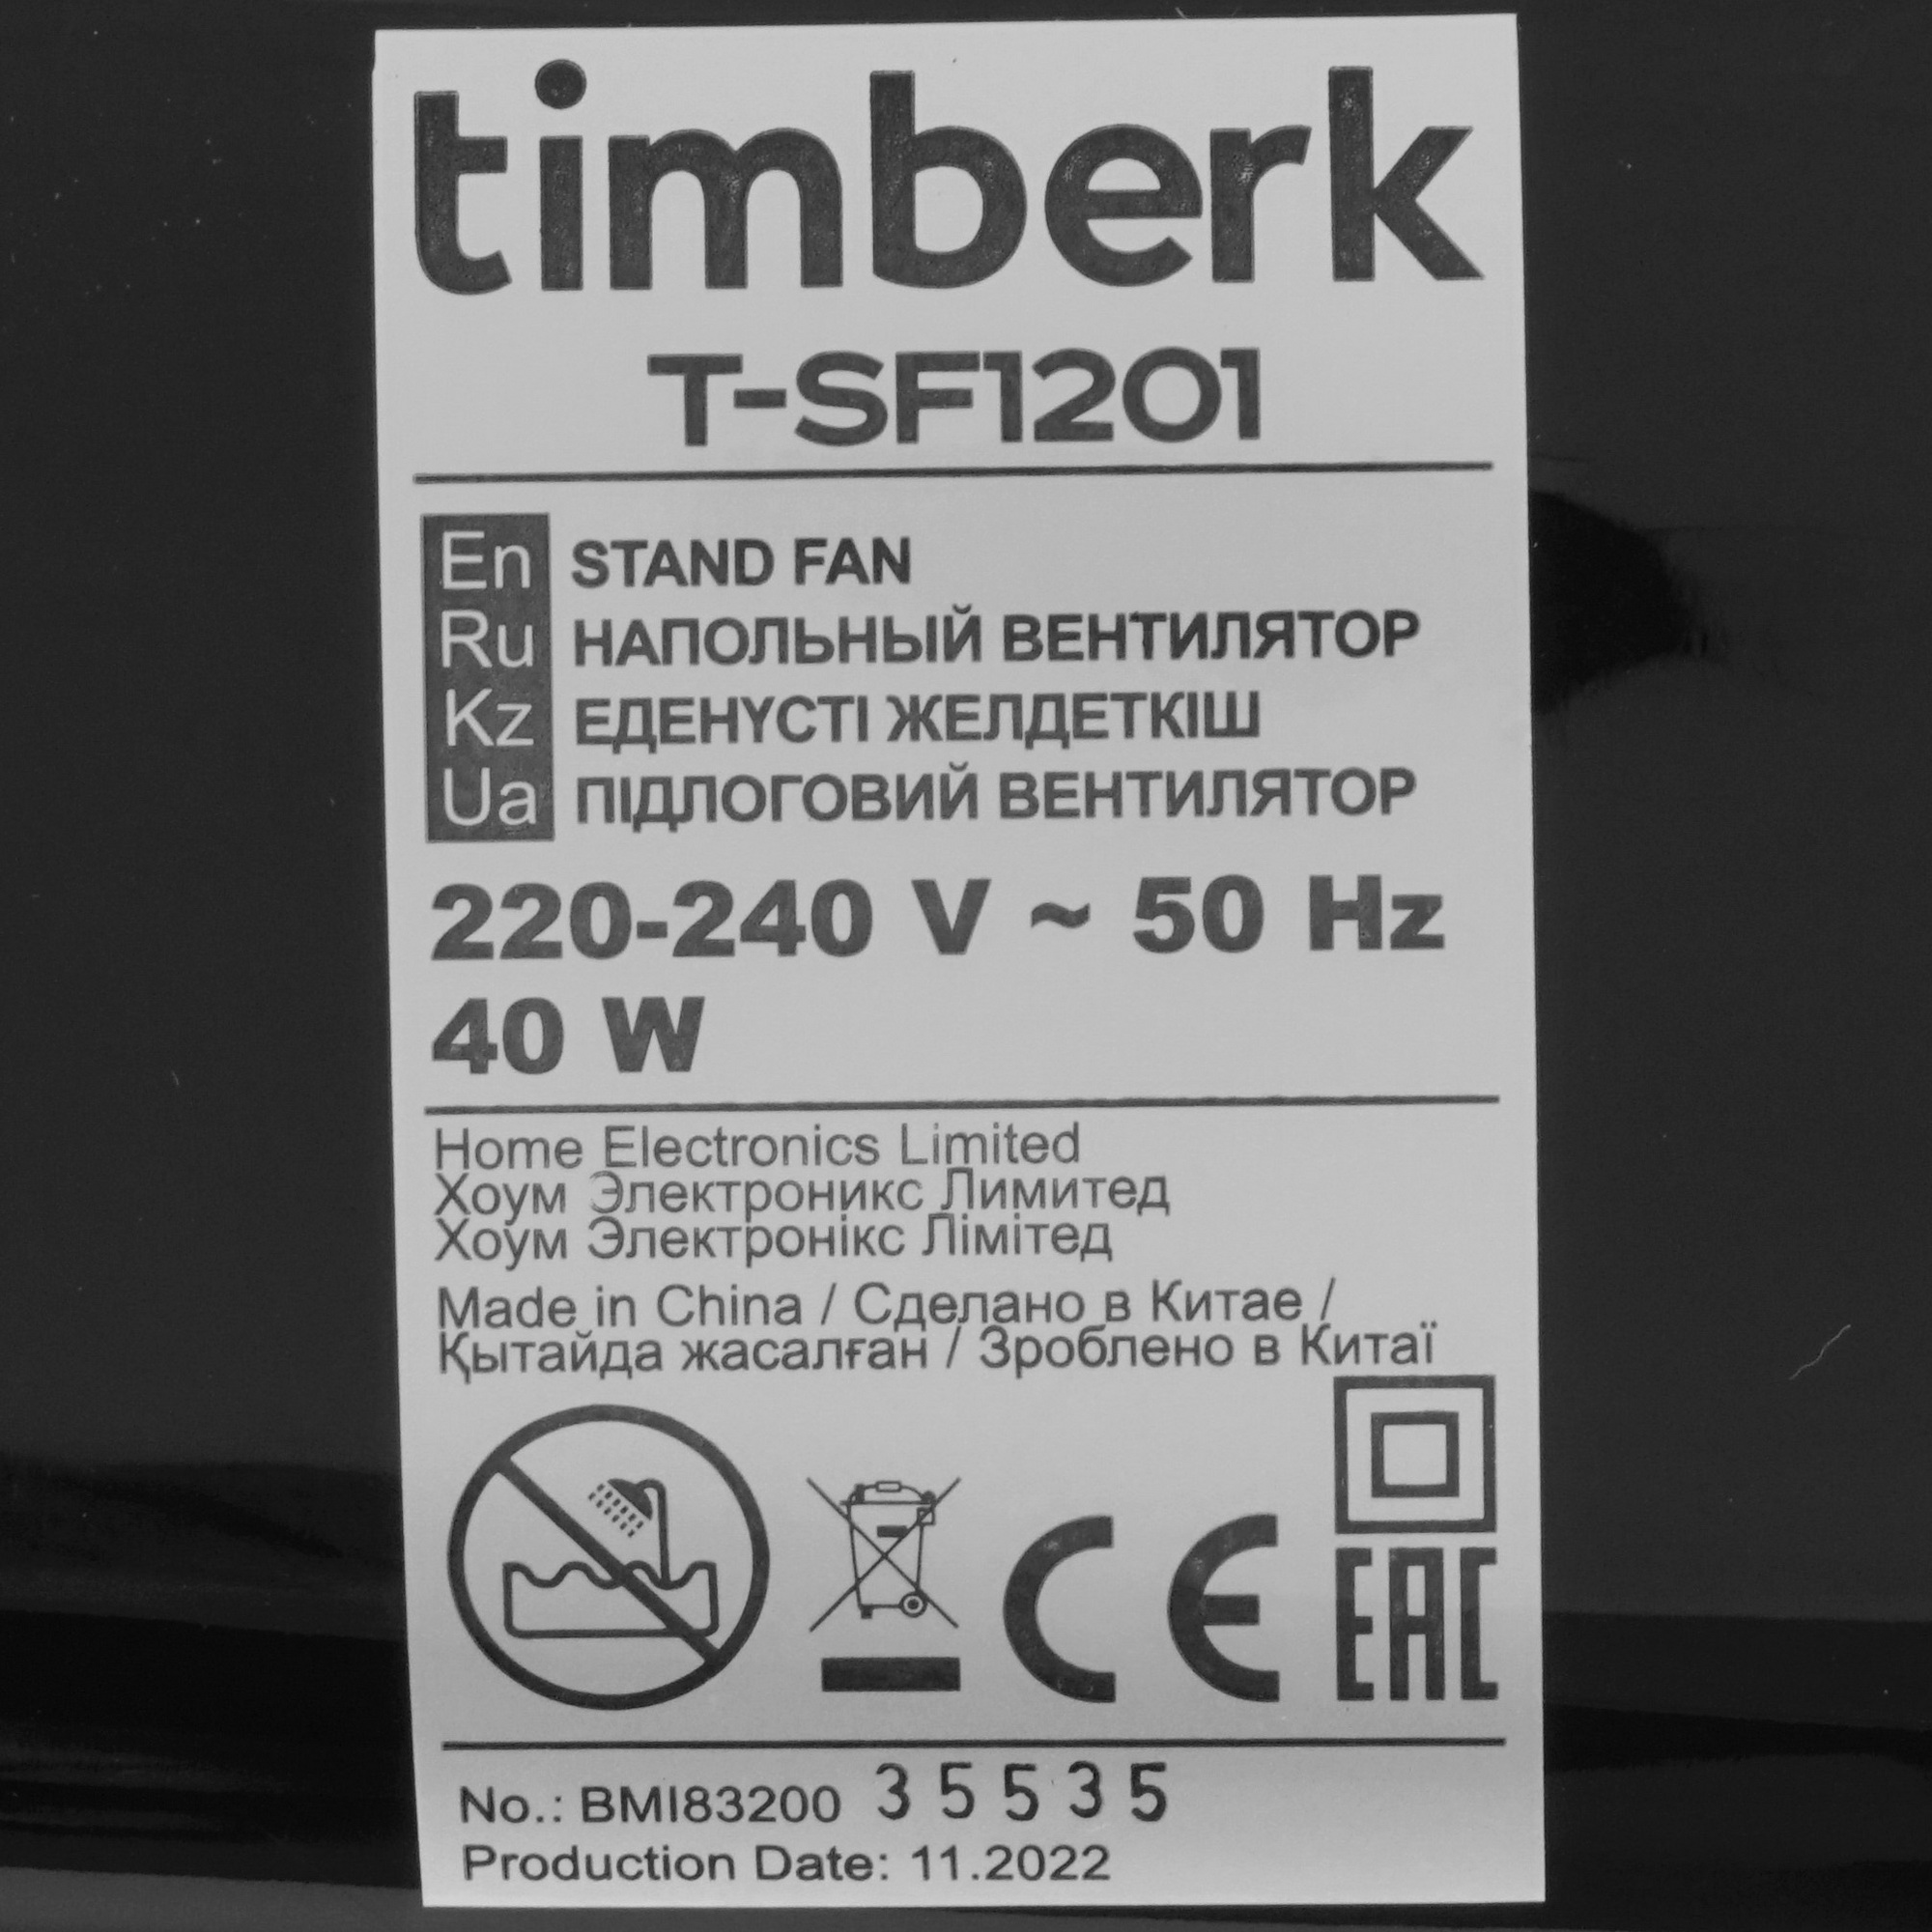 timberk
T-SF1201
En STAND FAN
Ru НАПОЛЬНЫЙ ВЕНТИЛЯТОР
Kz ЕДЕНҮСТІ ЖЕЛДЕТКІШ
Ua ПІДЛОГОВИЙ ВЕНТИЛЯТОР
220-240 V ~ 50 Hz
40 W
Home Electronics Limited
Хоум Электроникс Лимитед
Хоум Электронікс Лімітед
Made in China / Сделано в Китае /
Қытайда жасалған / Зроблено в Китаї
CE EAC
No.: BMI83200 35535
Production Date: 11.2022